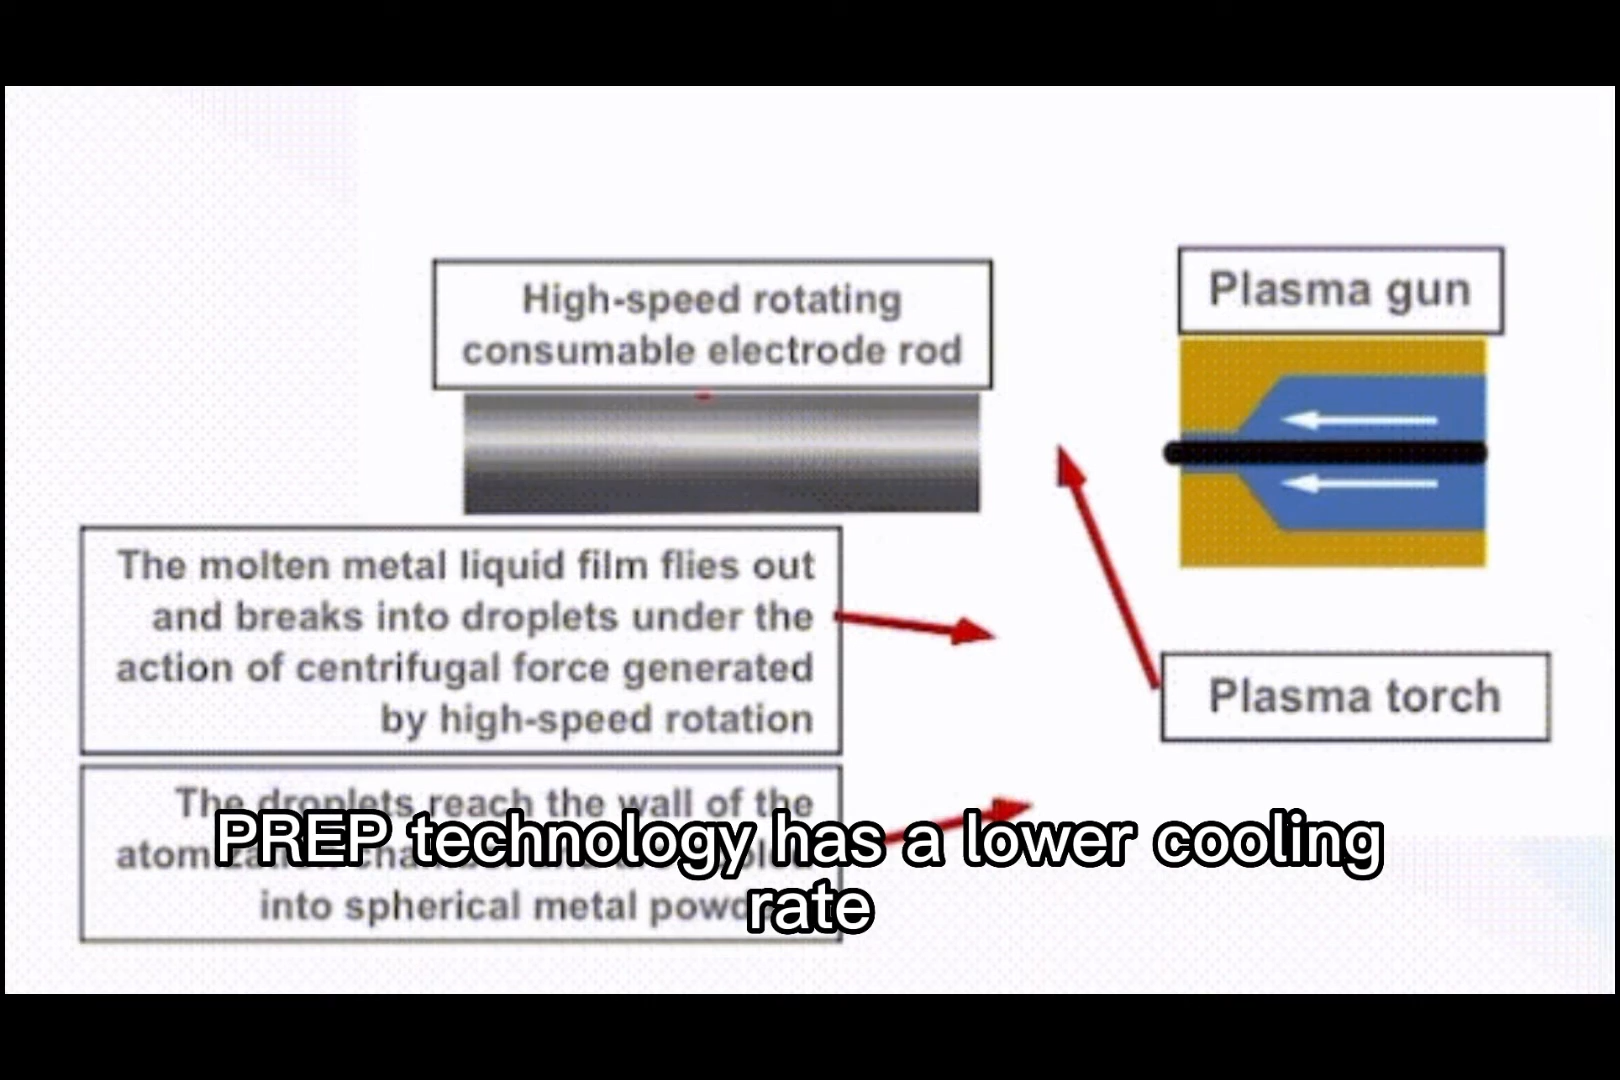 High-speed rotating
consumable electrode rod
Plasma gun
The molten metal liquid film flies out
and breaks into droplets under the
action of centrifugal force generated
by high-speed rotation
Plasma torch
The droplets reach the wall of the
into spherical metal
PREP technology has a lower cooling
rate